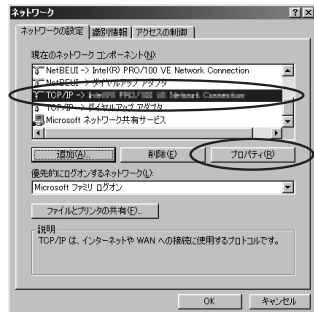 ネットワーク
ネットワークの設定 識別情報 アクセスの制御
現在のネットワーク コンポーネント(N):
NetBEUI -> Intel(R) PRO/100 VE Network Connection
NetBEUI -> ダイヤルアップ アダプタ
TCP/IP ->
TCP/IP -> ダイヤルアップ アダプタ
Microsoft ネットワーク共有サービス
追加(A)... 削除(E) プロパティ(R)
優先的にログオンするネットワーク(L):
Microsoft ファミリ ログオン
ファイルとプリンタの共有(F)...
説明
TCP/IP は、インターネットや WAN への接続に使用するプロトコルです。
OK キャンセル